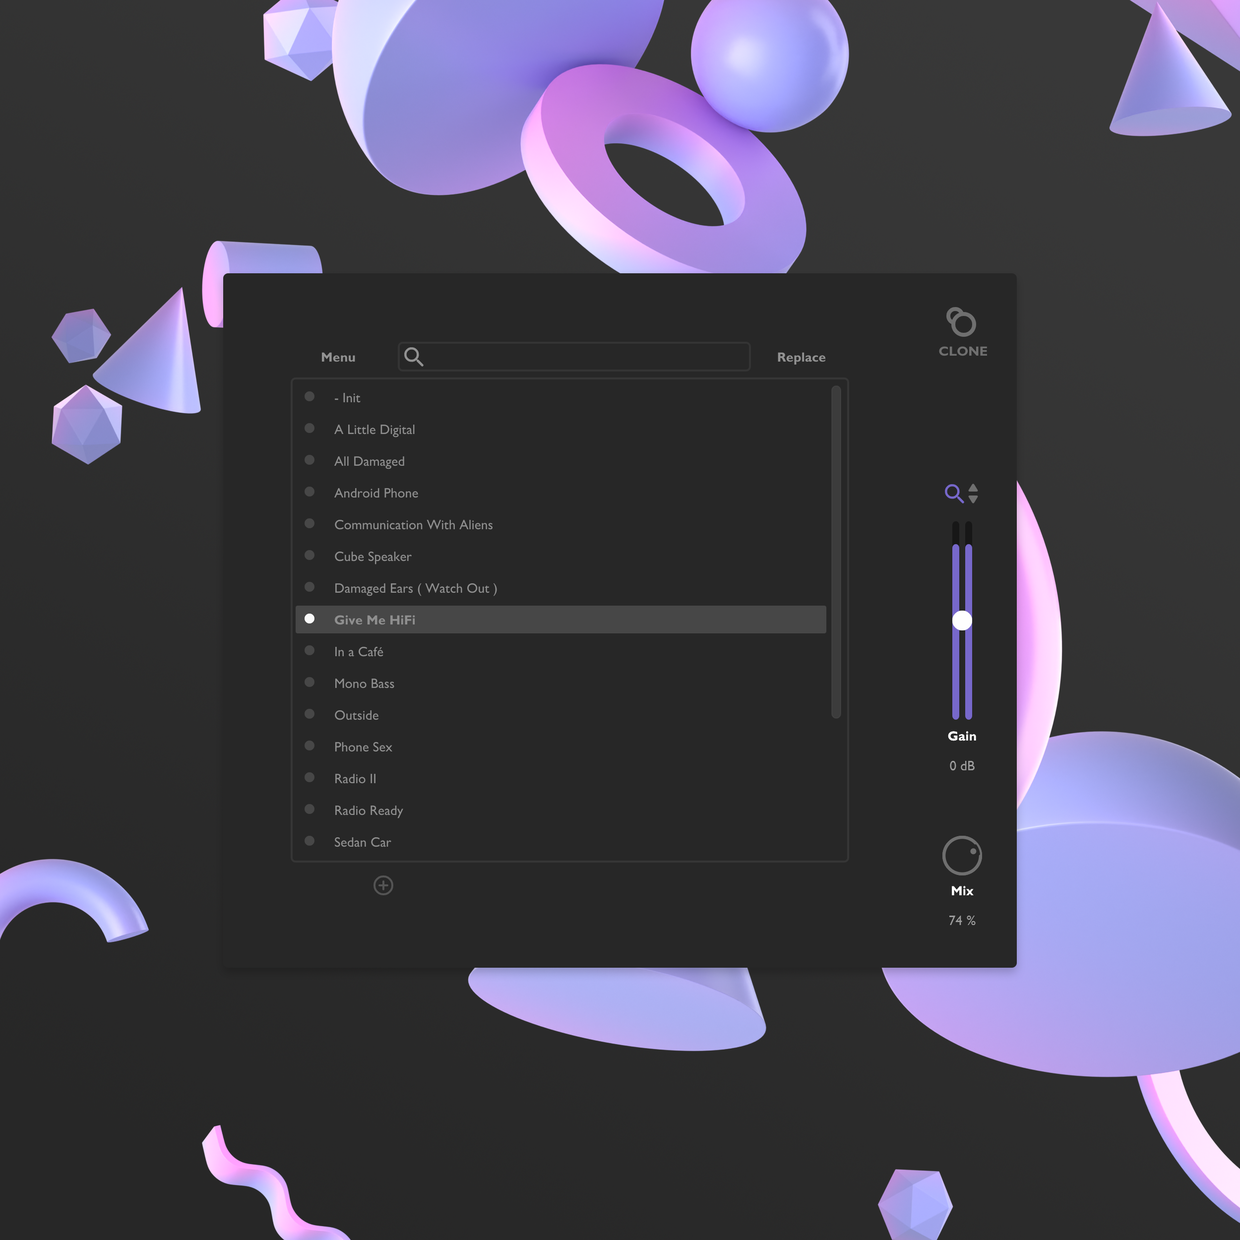 CLONE
Menu
Replace
- Init
A Little Digital
All Damaged
Android Phone
Communication With Aliens
Cube Speaker
Damaged Ears ( Watch Out )
Give Me HiFi
In a Café
Mono Bass
Outside
Phone Sex
Radio II
Radio Ready
Sedan Car
Gain
0 dB
Mix
74 %